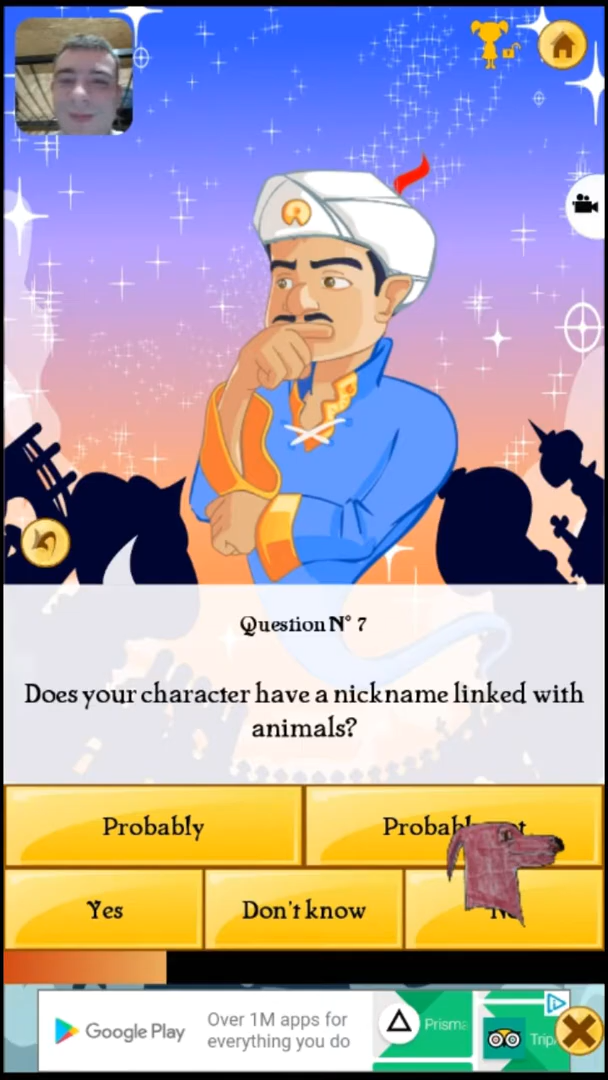 Question N° 7
Does your character have a nickname linked with
animals?
Probably
Yes
Don't know
Google Play
Over 1M apps for
everything you do